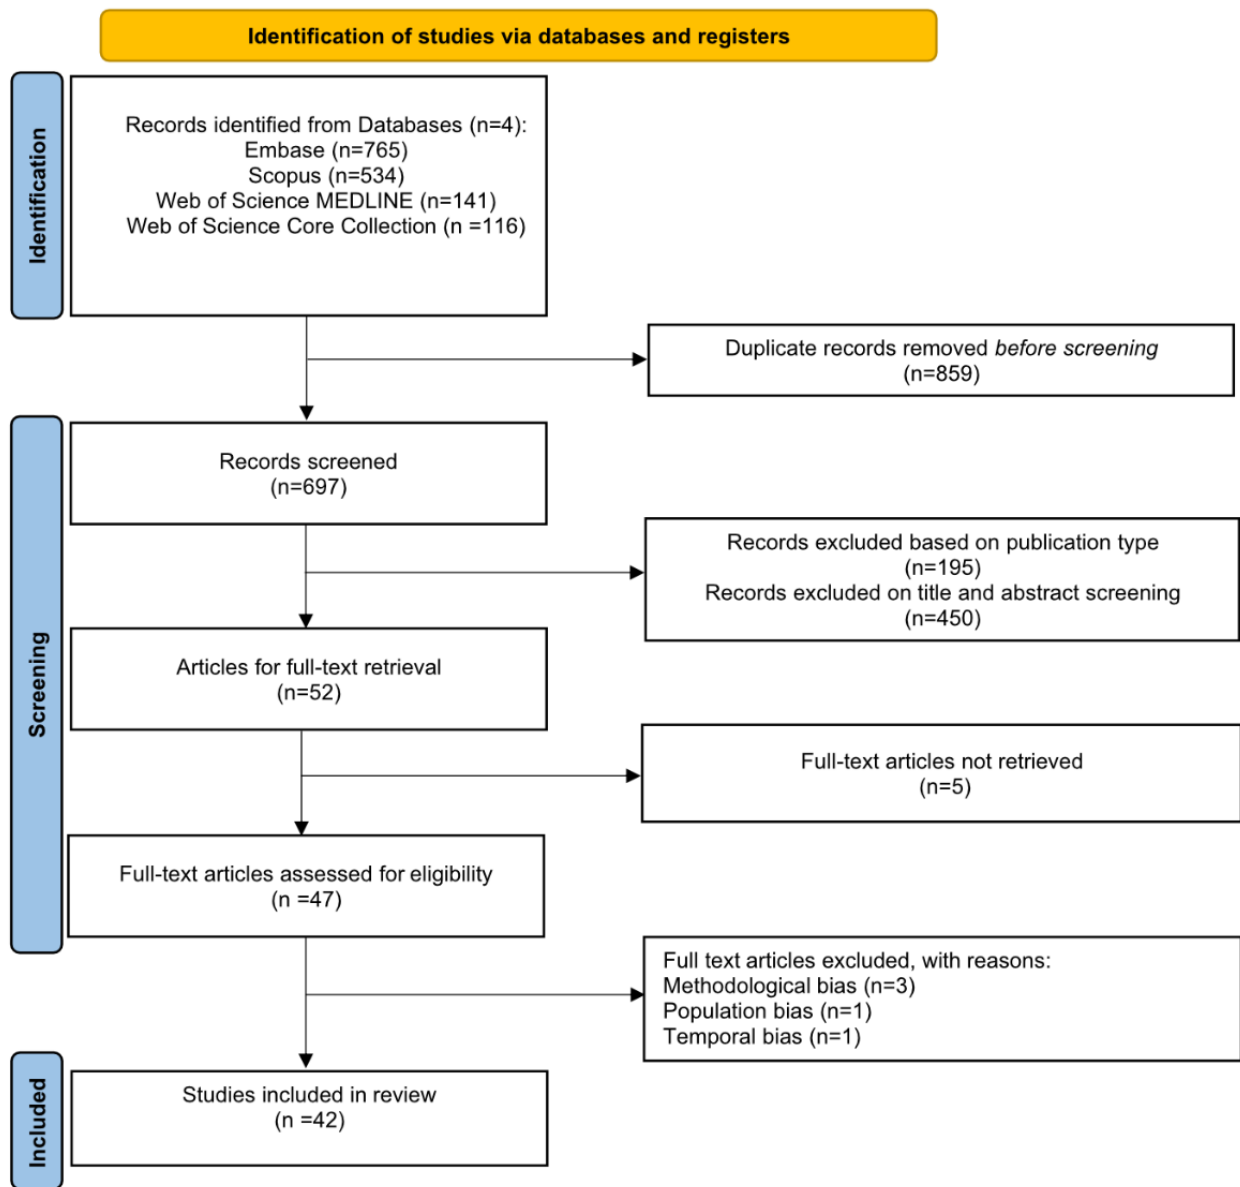 Identification of studies via databases and registers
Identification
Records identified from Databases (n=4):
Embase (n=765)
Scopus (n=534)
Web of Science MEDLINE (n=141)
Web of Science Core Collection (n =116)
Duplicate records removed before screening
(n=859)
Screening
Records screened
(n=697)
Records excluded based on publication type
(n=195)
Records excluded on title and abstract screening
(n=450)
Articles for full-text retrieval
(n=52)
Full-text articles not retrieved
(n=5)
Full-text articles assessed for eligibility
(n =47)
Full text articles excluded, with reasons:
Methodological bias (n=3)
Population bias (n=1)
Temporal bias (n=1)
Included
Studies included in review
(n =42)